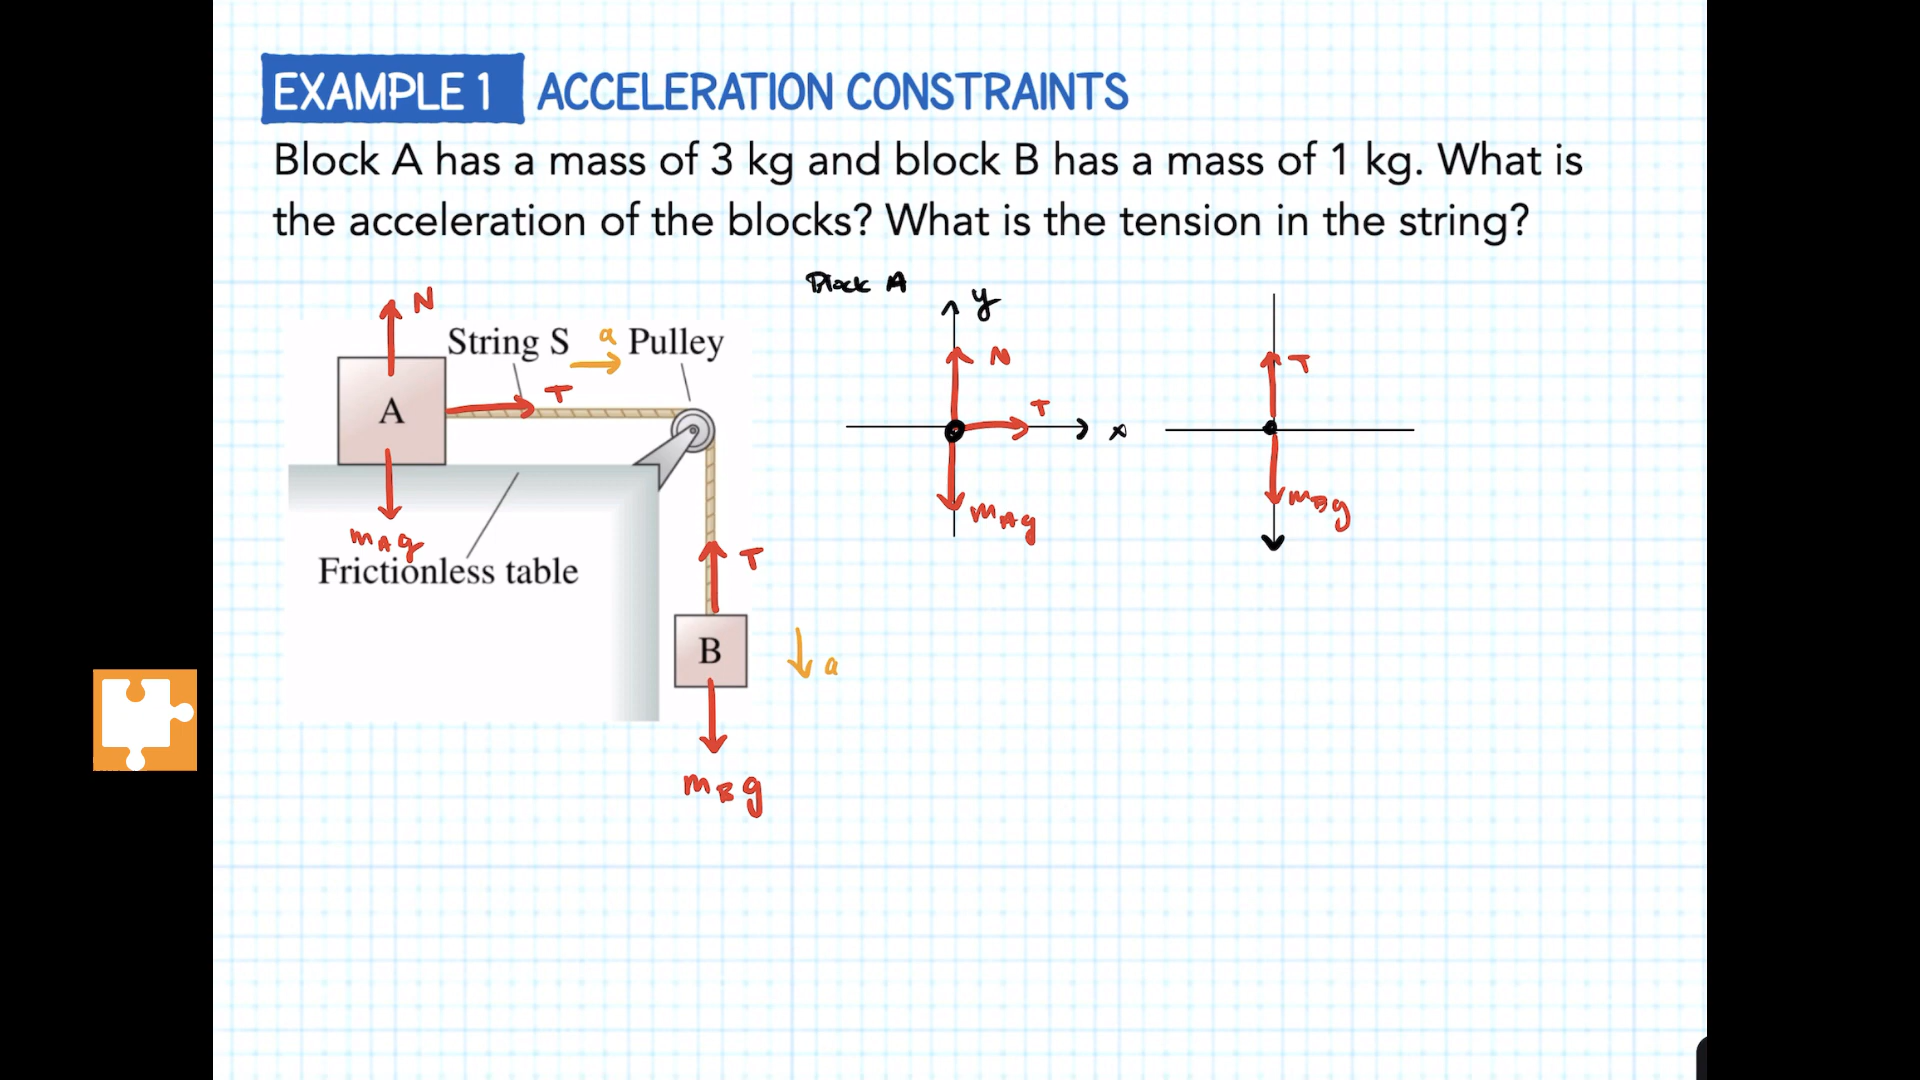 EXAMPLE 1 ACCELERATION CONSTRAINTS
Block A has a mass of 3 kg and block B has a mass of 1 kg. What is
the acceleration of the blocks? What is the tension in the string?
Block A
N
String S
a
Pulley
T
A
mAg
Frictionless table
T
B
a
mBg
y
N
T
x
mAg
T
mBg